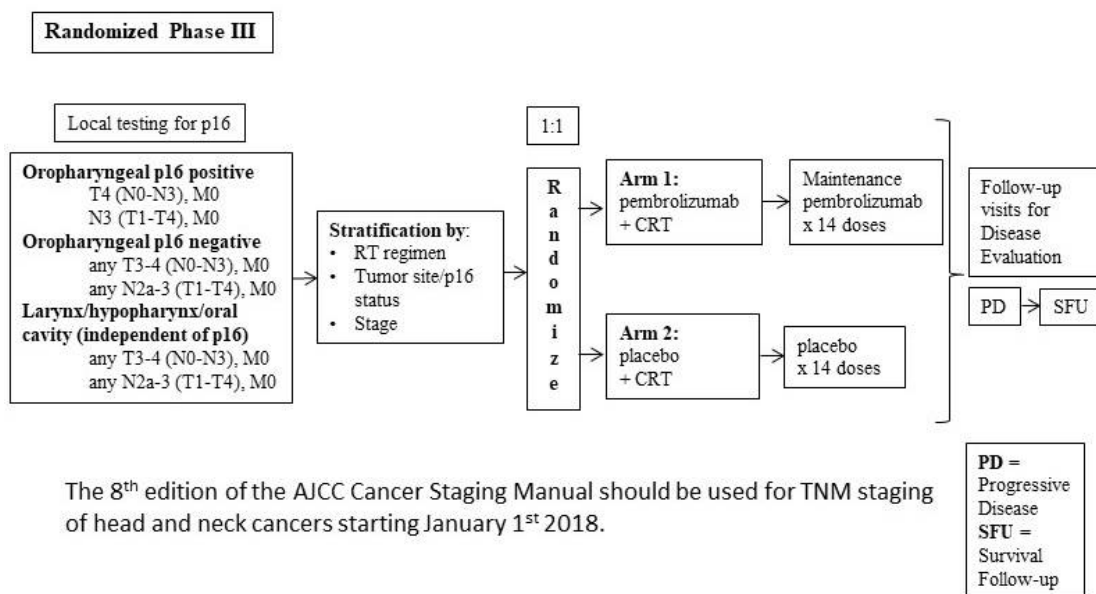 Randomized Phase III
Local testing for p16
Oropharyngeal p16 positive
T4 (N0-N3), M0
N3 (T1-T4), M0
Oropharyngeal p16 negative
any T3-4 (N0-N3), M0
any N2a-3 (T1-T4), M0
Larynx/hypopharynx/oral
cavity (independent of p16)
any T3-4 (N0-N3), M0
any N2a-3 (T1-T4), M0
Stratification by:
• RT regimen
• Tumor site/p16
status
• Stage
1:1
R
a
n
d
o
m
i
z
e
Arm 1:
pembrolizumab
+ CRT
Maintenance
pembrolizumab
x 14 doses
Arm 2:
placebo
+ CRT
placebo
x 14 doses
Follow-up
visits for
Disease
Evaluation
PD
SFU
PD =
Progressive
Disease
SFU =
Survival
Follow-up
The 8th edition of the AJCC Cancer Staging Manual should be used for TNM staging
of head and neck cancers starting January 1st 2018.